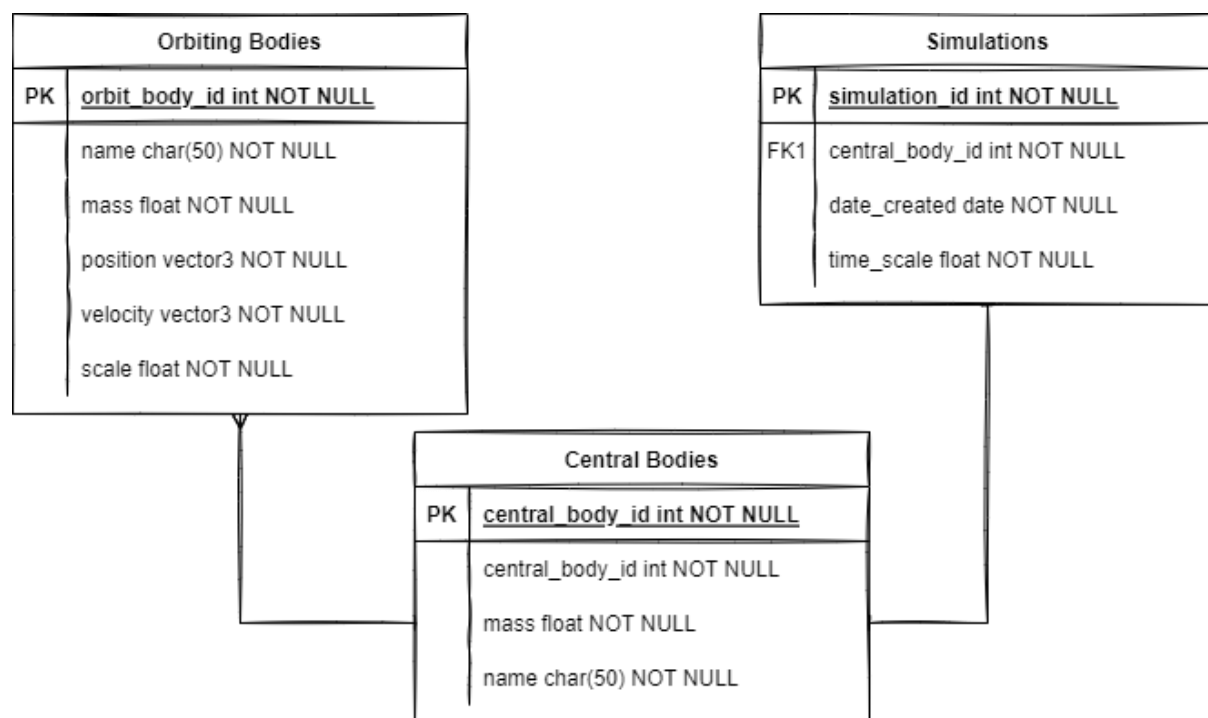 Orbiting Bodies
PK orbit_body_id int NOT NULL
name char(50) NOT NULL
mass float NOT NULL
position vector3 NOT NULL
velocity vector3 NOT NULL
scale float NOT NULL
Simulations
PK simulation_id int NOT NULL
FK1 central_body_id int NOT NULL
date_created date NOT NULL
time_scale float NOT NULL
Central Bodies
PK central_body_id int NOT NULL
central_body_id int NOT NULL
mass float NOT NULL
name char(50) NOT NULL